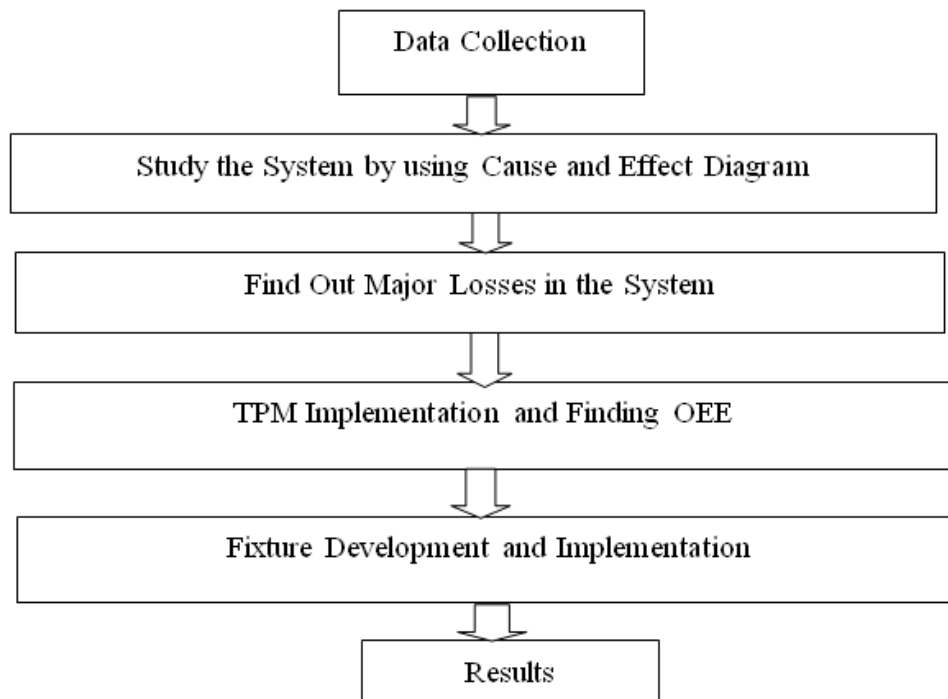 Data Collection
Study the System by using Cause and Effect Diagram
Find Out Major Losses in the System
TPM Implementation and Finding OEE
Fixture Development and Implementation
Results